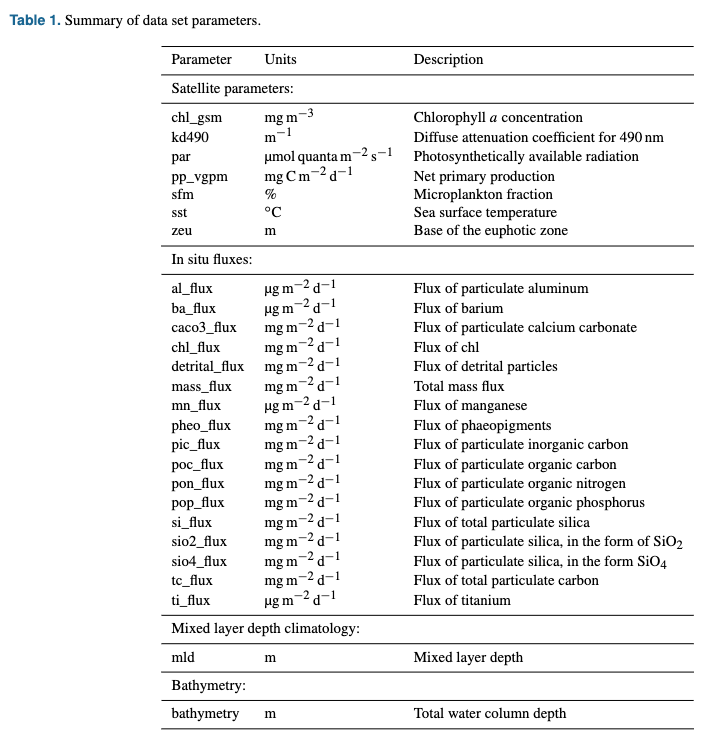 Table 1. Summary of data set parameters.
Parameter Units Description
Satellite parameters:
chl_gsm mg m−3 Chlorophyll a concentration
kd490 m−1 Diffuse attenuation coefficient for 490 nm
par µmol quanta m−2 s−1 Photosynthetically available radiation
pp_vgpm mg C m−2 d−1 Net primary production
sfm % Microplankton fraction
sst °C Sea surface temperature
zeu m Base of the euphotic zone
In situ fluxes:
al_flux µg m−2 d−1 Flux of particulate aluminum
ba_flux µg m−2 d−1 Flux of barium
caco3_flux mg m−2 d−1 Flux of particulate calcium carbonate
chl_flux mg m−2 d−1 Flux of chl
detrital_flux mg m−2 d−1 Flux of detrital particles
mass_flux mg m−2 d−1 Total mass flux
mn_flux µg m−2 d−1 Flux of manganese
pheo_flux mg m−2 d−1 Flux of phaeopigments
pic_flux mg m−2 d−1 Flux of particulate inorganic carbon
poc_flux mg m−2 d−1 Flux of particulate organic carbon
pon_flux mg m−2 d−1 Flux of particulate organic nitrogen
pop_flux mg m−2 d−1 Flux of particulate organic phosphorus
si_flux mg m−2 d−1 Flux of total particulate silica
sio2_flux mg m−2 d−1 Flux of particulate silica, in the form of SiO2
sio4_flux mg m−2 d−1 Flux of particulate silica, in the form SiO4
tc_flux mg m−2 d−1 Flux of total particulate carbon
ti_flux µg m−2 d−1 Flux of titanium
Mixed layer depth climatology:
mld m Mixed layer depth
Bathymetry:
bathymetry m Total water column depth